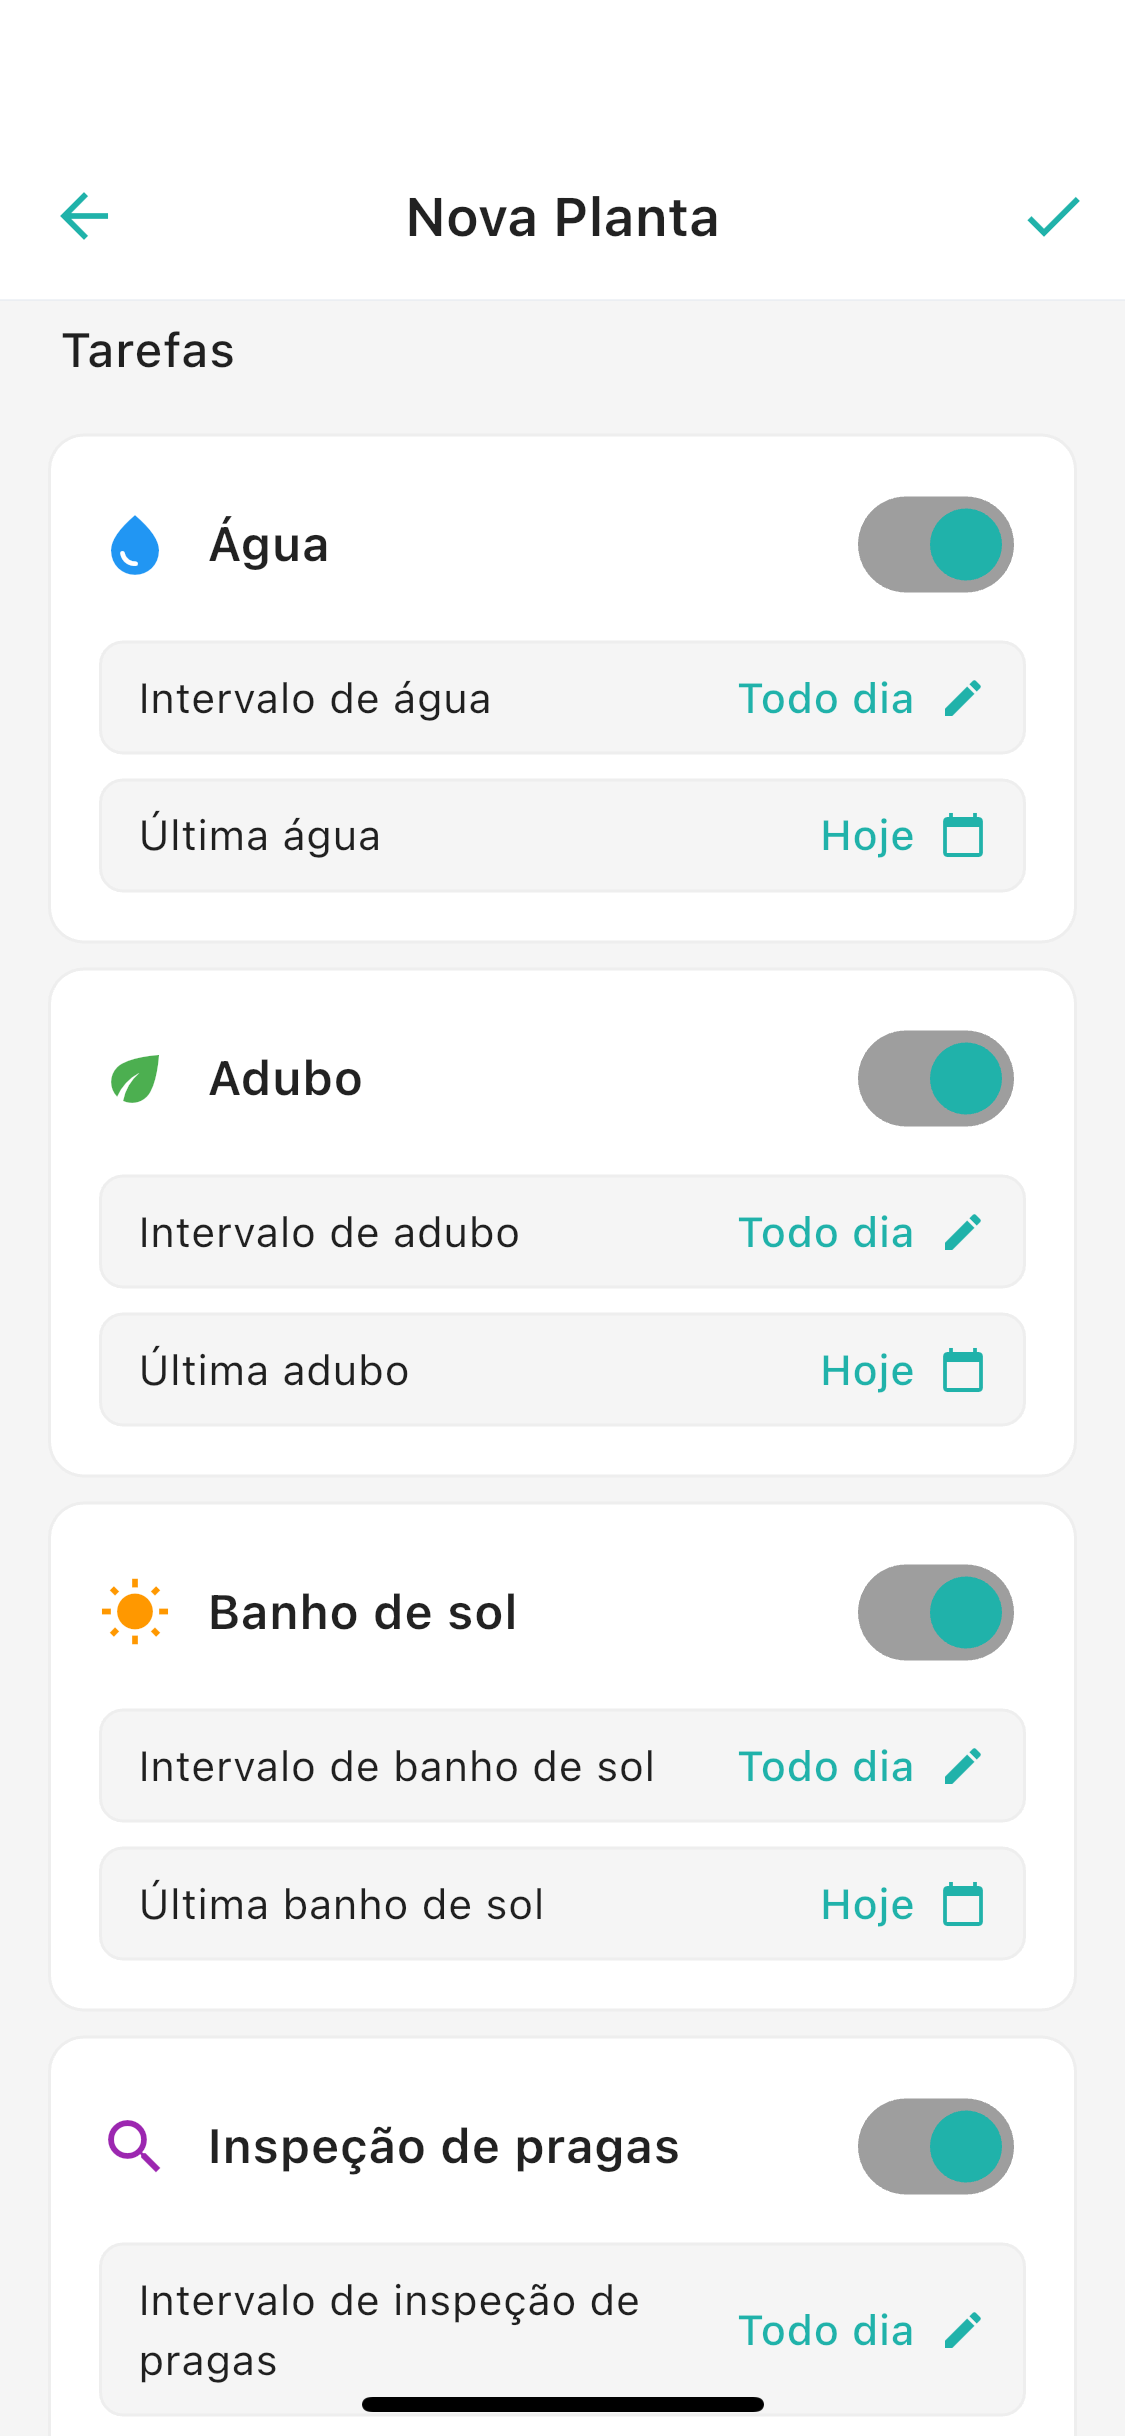 Nova Planta
Tarefas
Água
Intervalo de água Todo dia
Última água Hoje
Adubo
Intervalo de adubo Todo dia
Última adubo Hoje
Banho de sol
Intervalo de banho de sol Todo dia
Última banho de sol Hoje
Inspeção de pragas
Intervalo de inspeção de
pragas
Todo dia